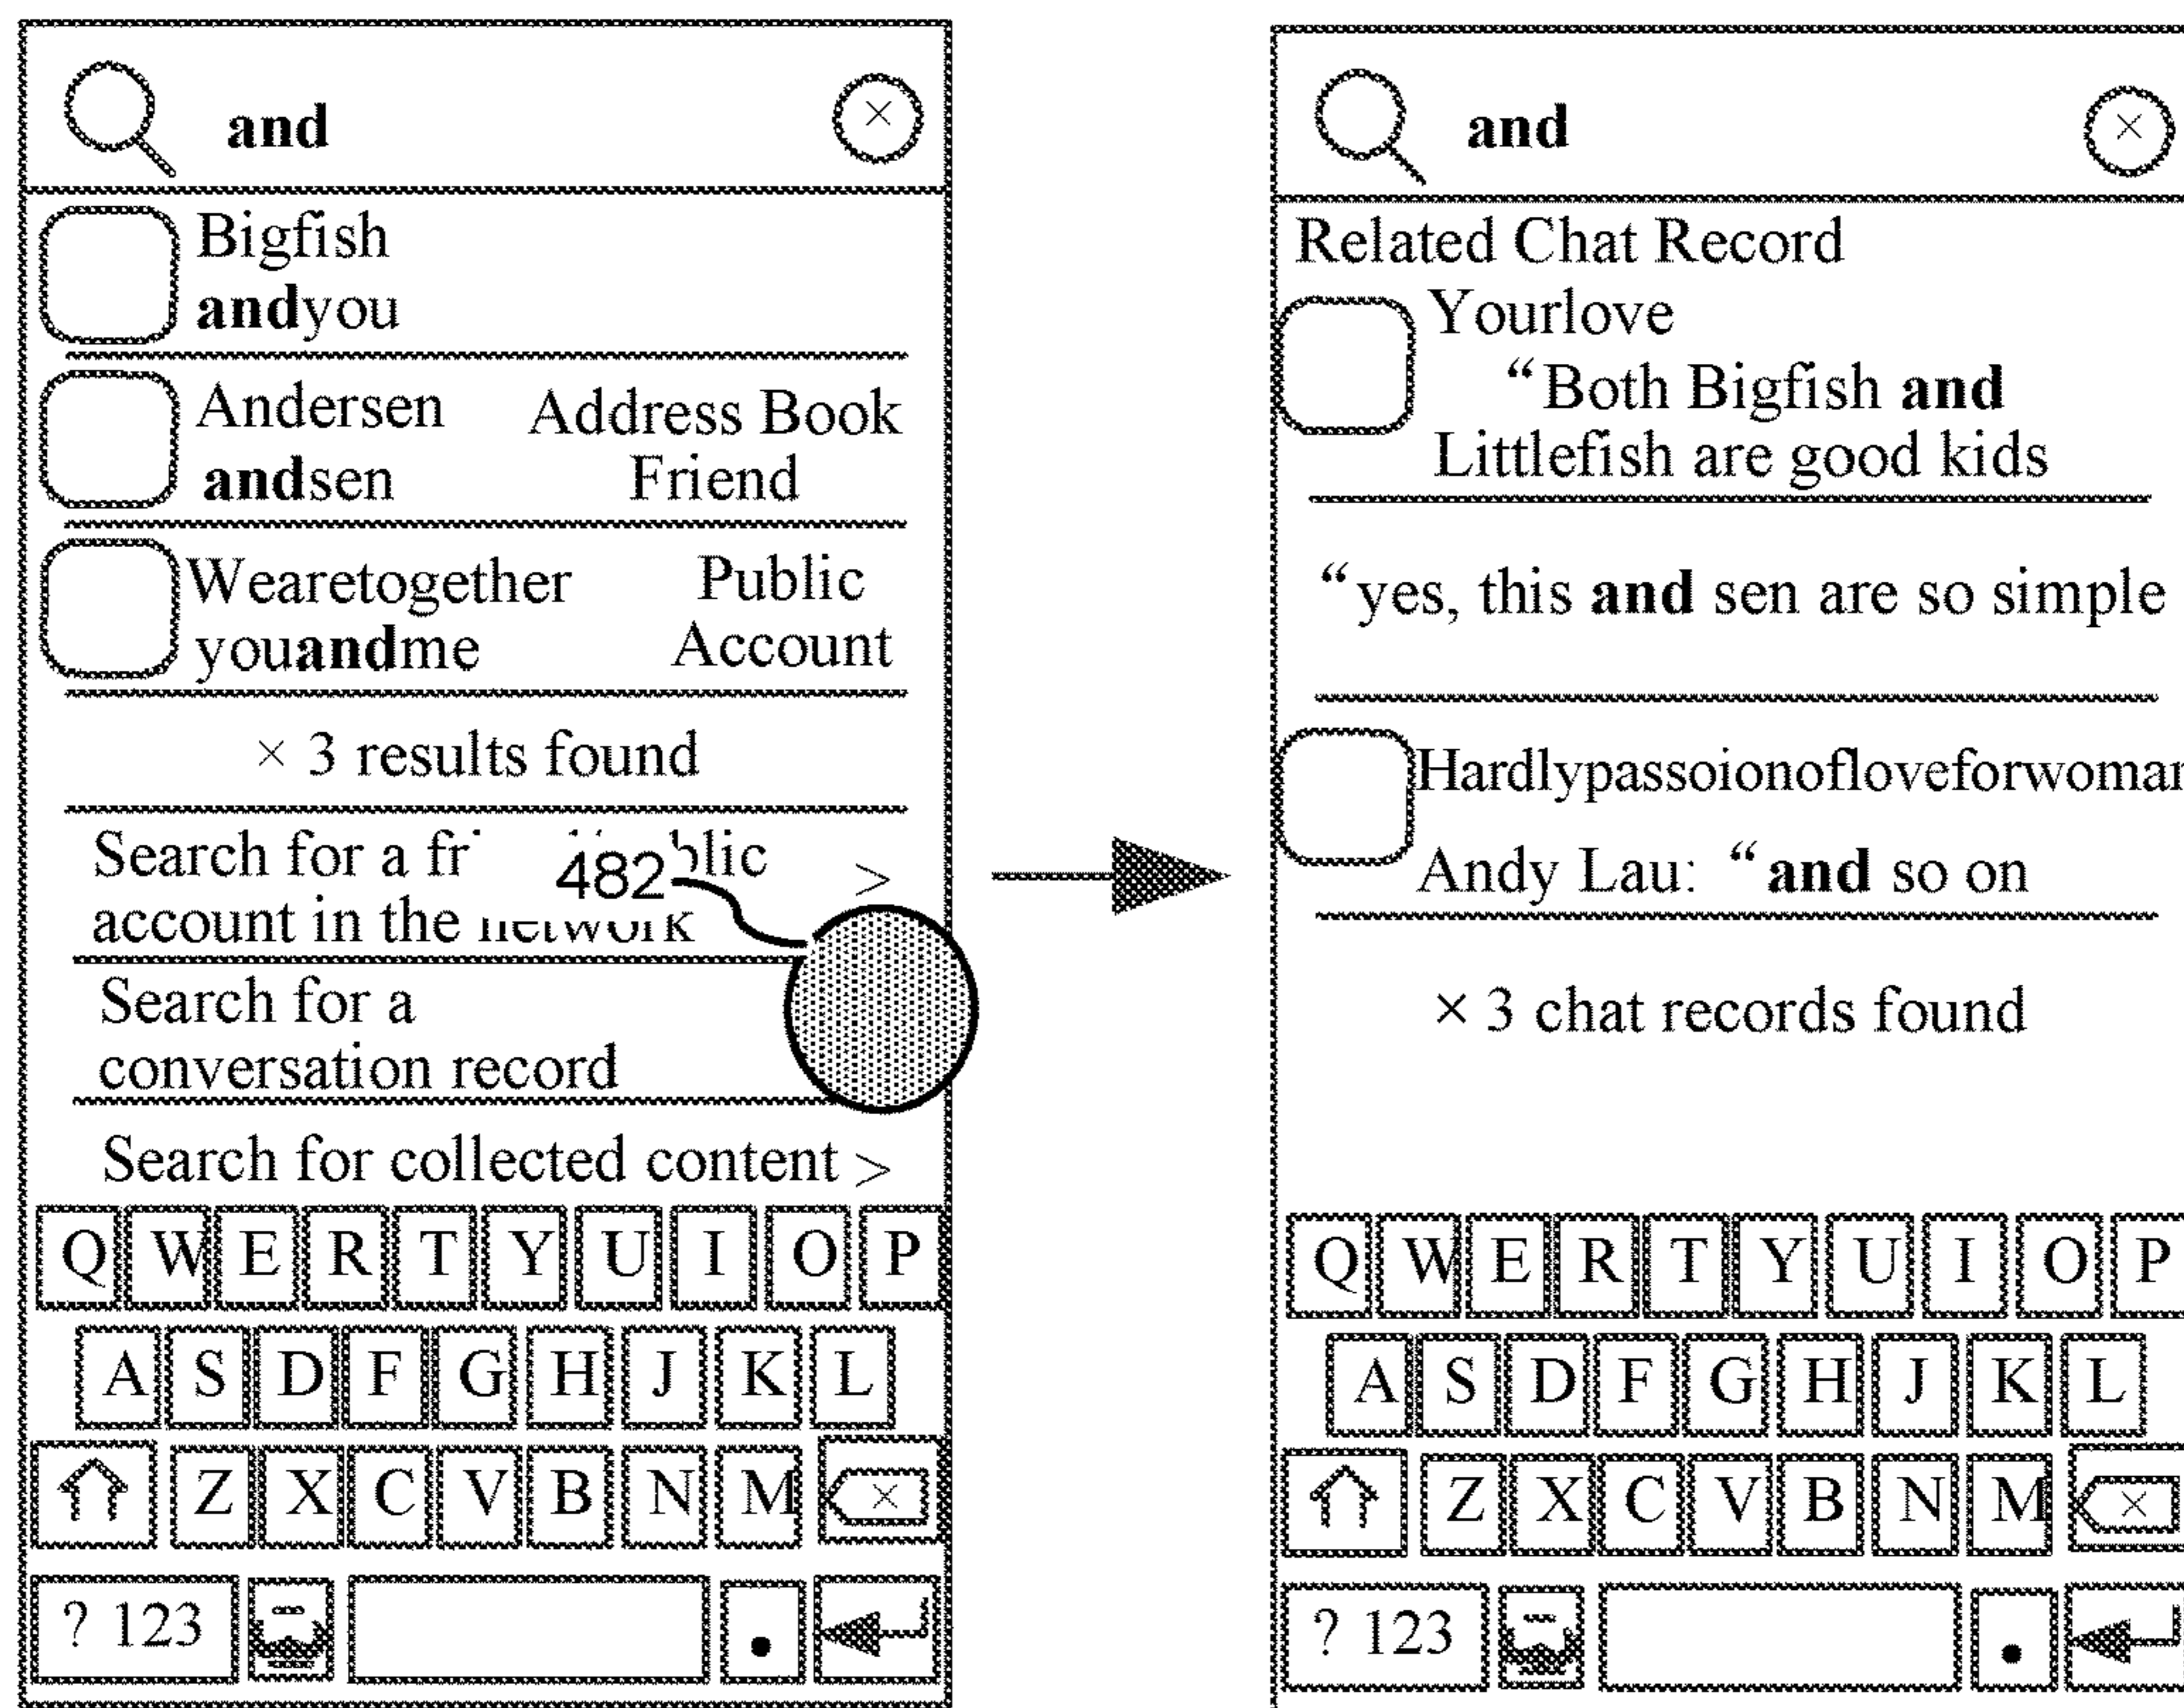 and
×
Bigfish
andyou
Andersen
Address Book
andsen
Friend
Wearetogether
Public
youandme
Account
× 3 results found
Search for a
482
>
account in the network
Search for a
conversation record
Search for collected content >
Q W E R T Y U I O P
A S D F G H J K L
Z X C V B N M ×
? 123 .
and
×
Related Chat Record
Yourlove
“Both Bigfish and
Littlefish are good kids
“yes, this and sen are so simple
Hardlypassoionofloveforwoman
Andy Lau: “and so on
× 3 chat records found
Q W E R T Y U I O P
A S D F G H J K L
Z X C V B N M ×
? 123 .